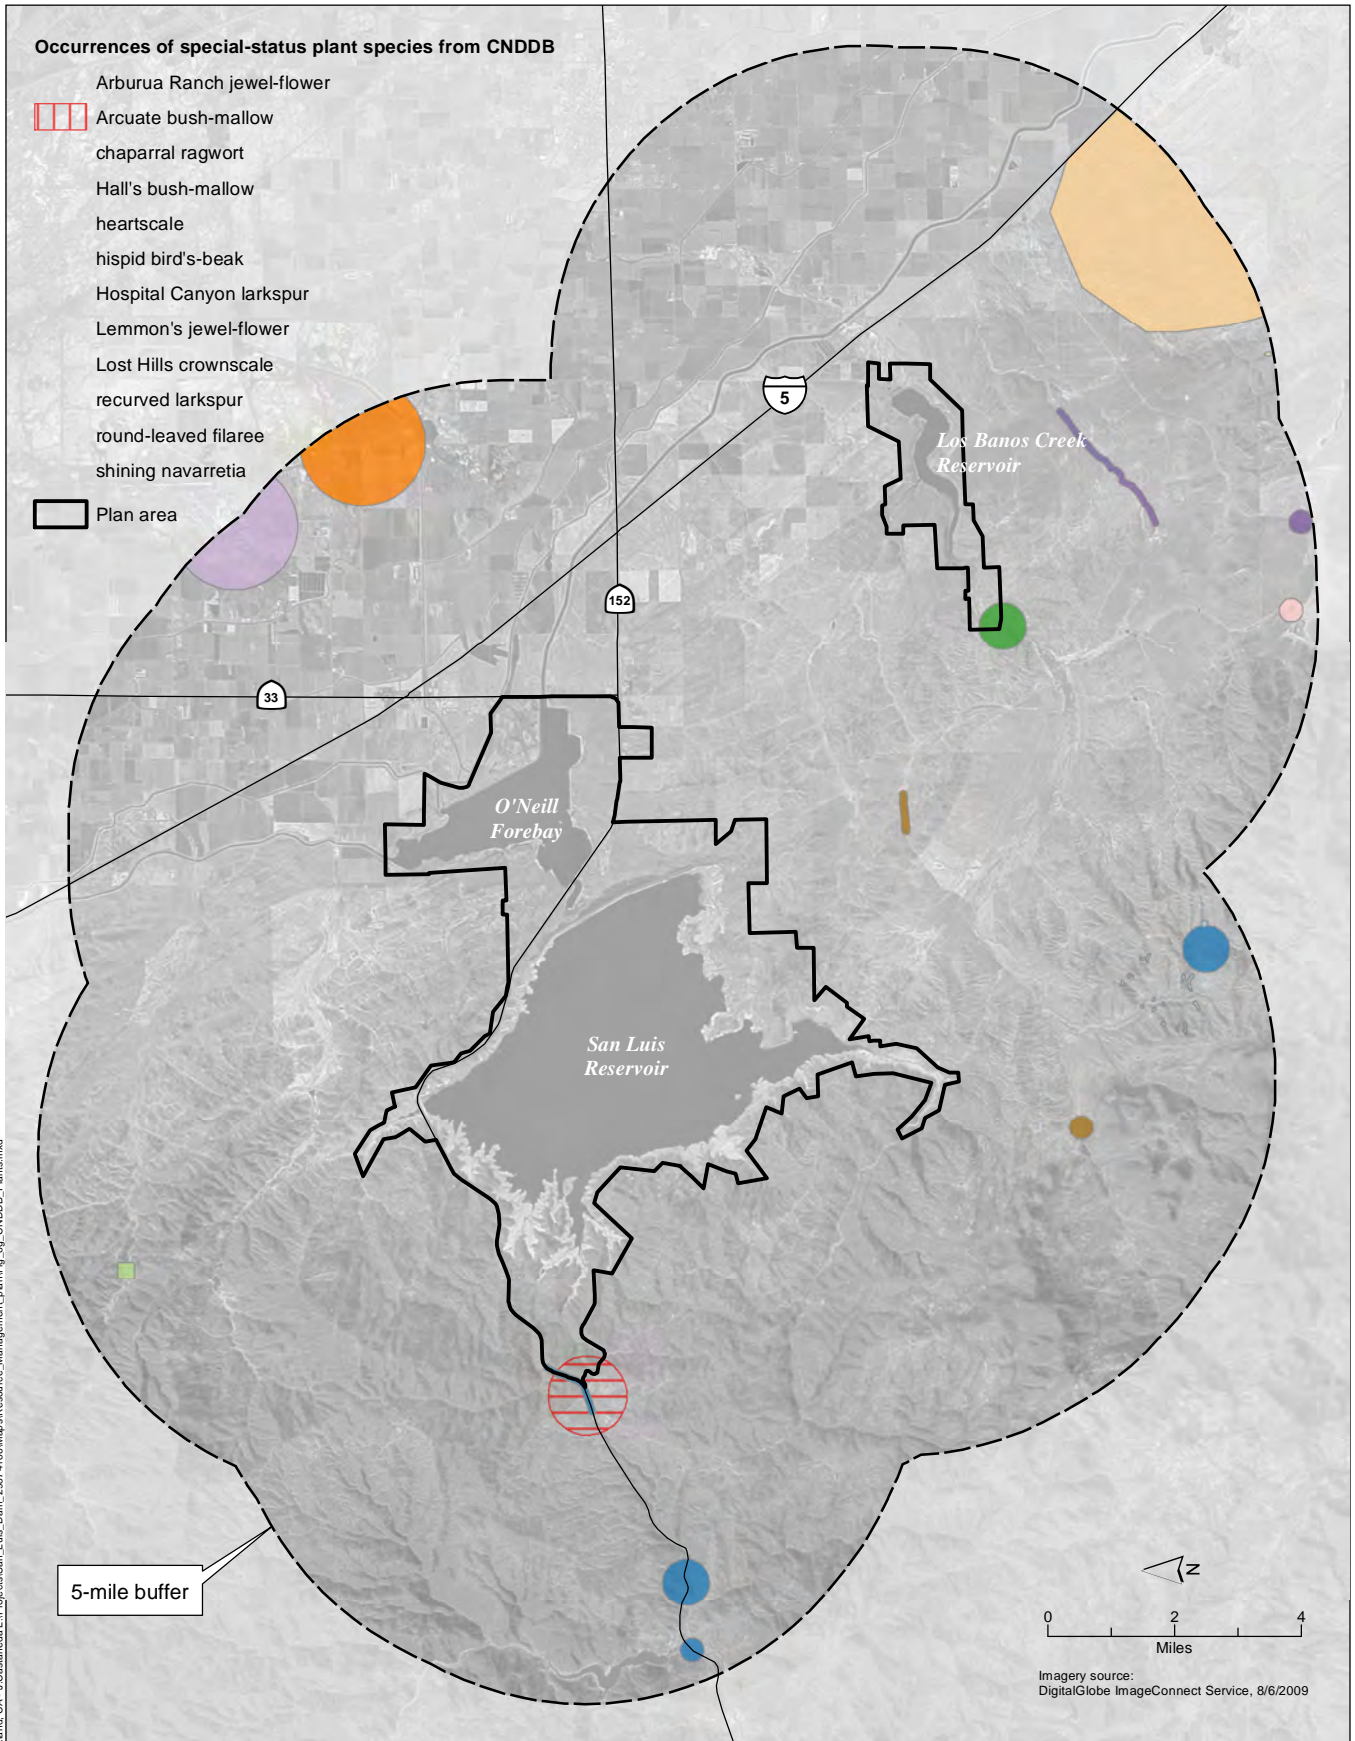 Occurrences of special-status plant species from CNDDB
Arburua Ranch jewel-flower
Arcuate bush-mallow
chaparral ragwort
Hall's bush-mallow
heartscale
hispid bird's-beak
Hospital Canyon larkspur
Lemmon's jewel-flower
Lost Hills crownscale
recurved larkspur
round-leaved filaree
shining navarretia
Plan area
5
Los Banos Creek
Reservoir
152
33
O'Neill
Forebay
San Luis
Reservoir
5-mile buffer
N
0 2 4
Miles
Imagery source:
DigitalGlobe ImageConnect Service, 8/6/2009